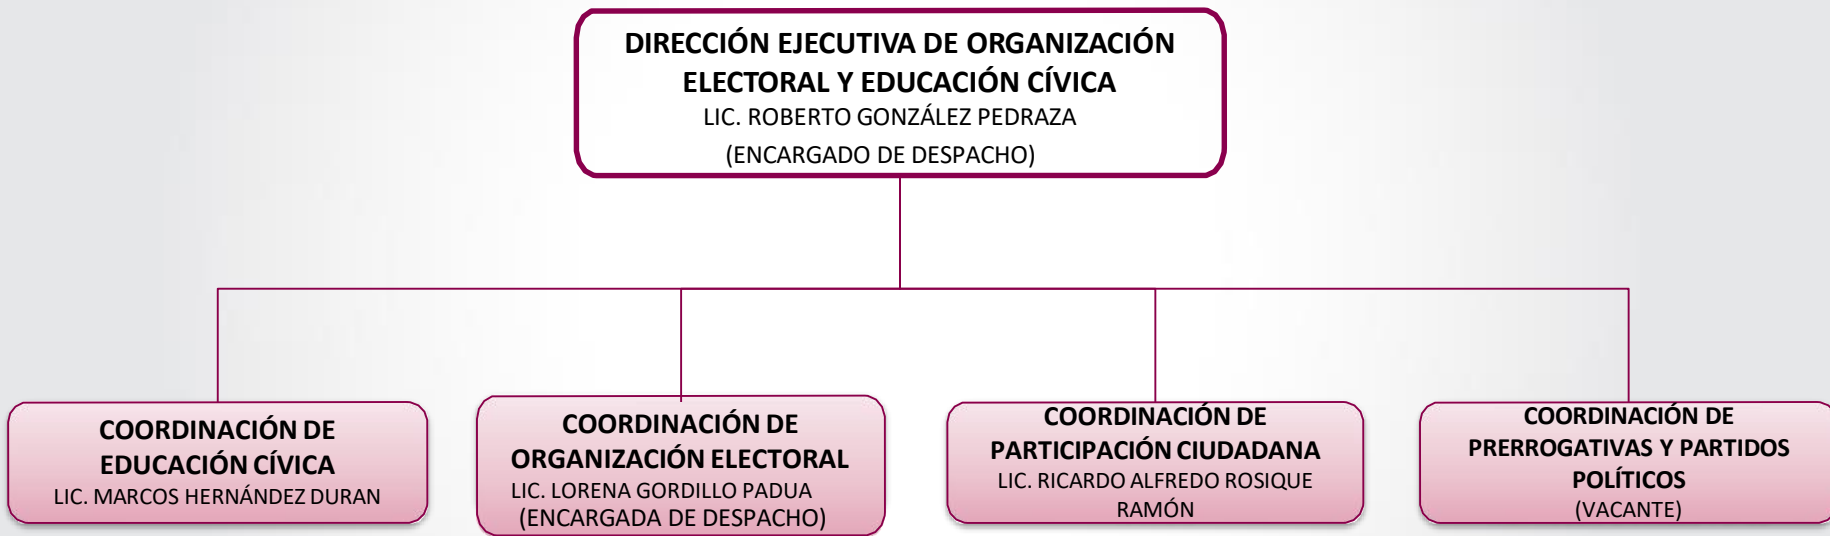 DIRECCIÓN EJECUTIVA DE ORGANIZACIÓN
ELECTORAL Y EDUCACIÓN CÍVICA
LIC. ROBERTO GONZÁLEZ PEDRAZA
(ENCARGADO DE DESPACHO)
COORDINACIÓN DE
EDUCACIÓN CÍVICA
LIC. MARCOS HERNÁNDEZ DURAN
COORDINACIÓN DE
ORGANIZACIÓN ELECTORAL
LIC. LORENA GORDILLO PADUA
(ENCARGADA DE DESPACHO)
COORDINACIÓN DE
PARTICIPACIÓN CIUDADANA
LIC. RICARDO ALFREDO ROSIQUE
RAMÓN
COORDINACIÓN DE
PRERROGATIVAS Y PARTIDOS
POLÍTICOS
(VACANTE)